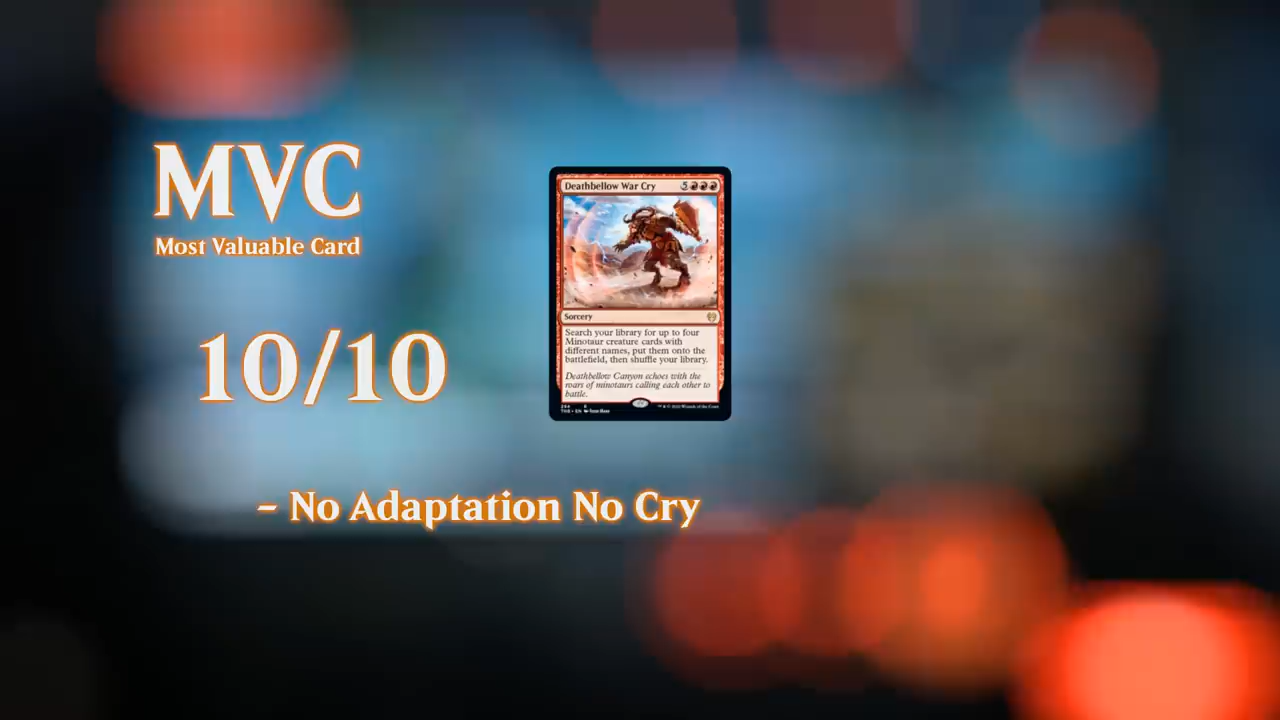 MVC
Most Valuable Card
10/10
Deathbellow War Cry 5
Sorcery
Search your library for up to four
Minotaur creature cards with
different names, put them onto the
battlefield, then shuffle your library.
Deathbellow Canyon echoes with the
roars of minotaurs calling each other to
battle.
– No Adaptation No Cry